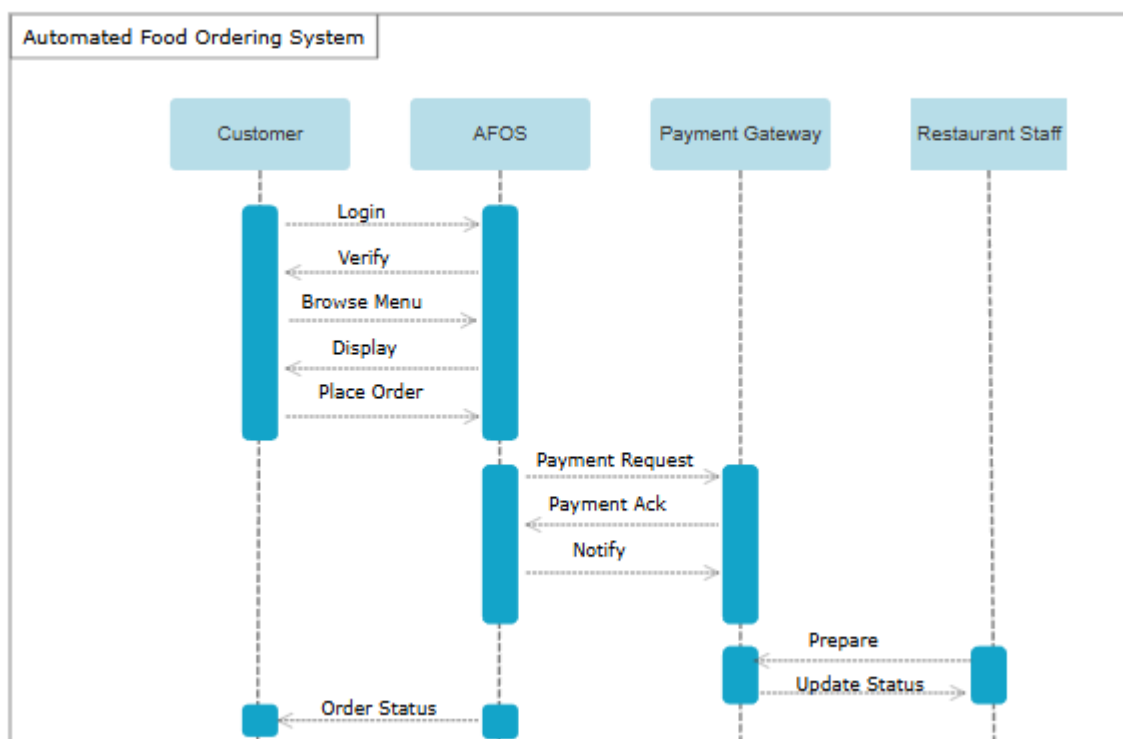 Automated Food Ordering System
Customer
AFOS
Payment Gateway
Restaurant Staff
Login
Verify
Browse Menu
Display
Place Order
Payment Request
Payment Ack
Notify
Prepare
Update Status
Order Status